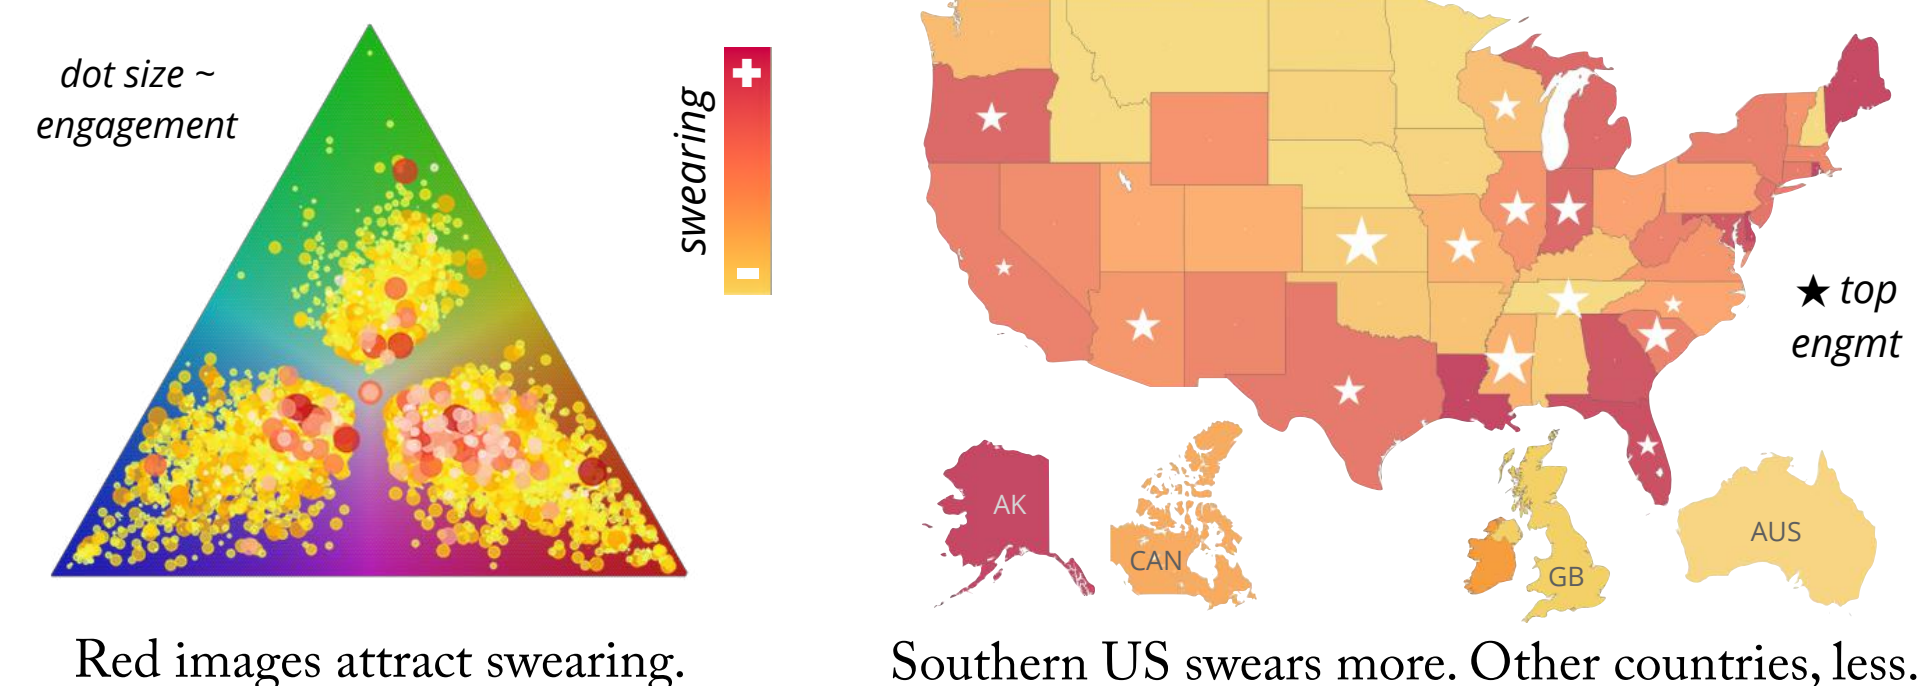 dot size ~
engagement
swearing
★ top
engmt
AK
CAN
GB
AUS
Red images attract swearing.
Southern US swears more. Other countries, less.